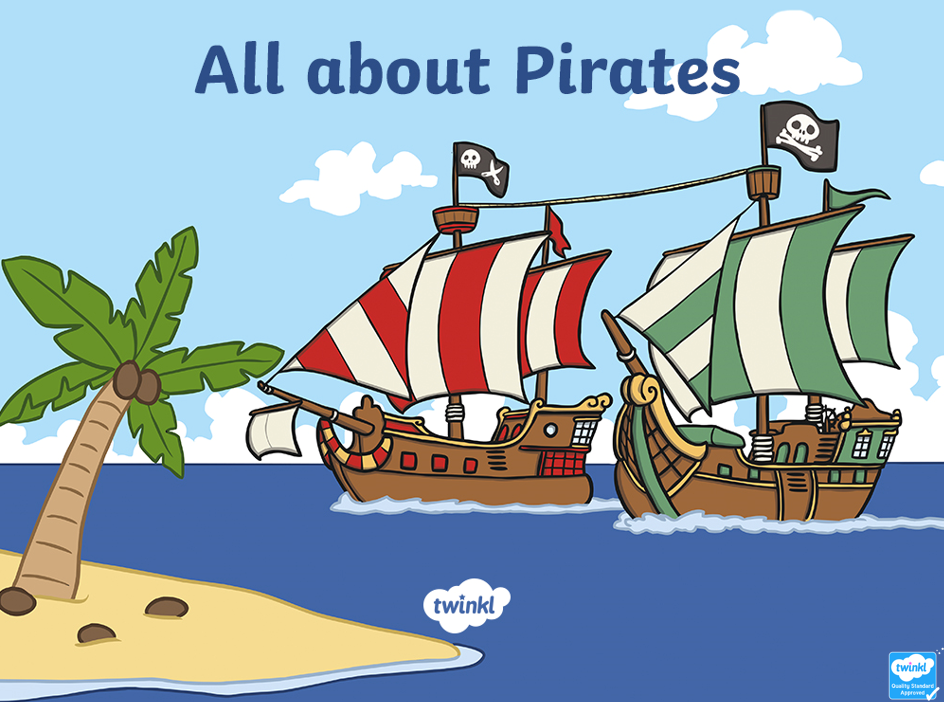 All about Pirates
twinkl
twinkl
Quality Standard
Approved